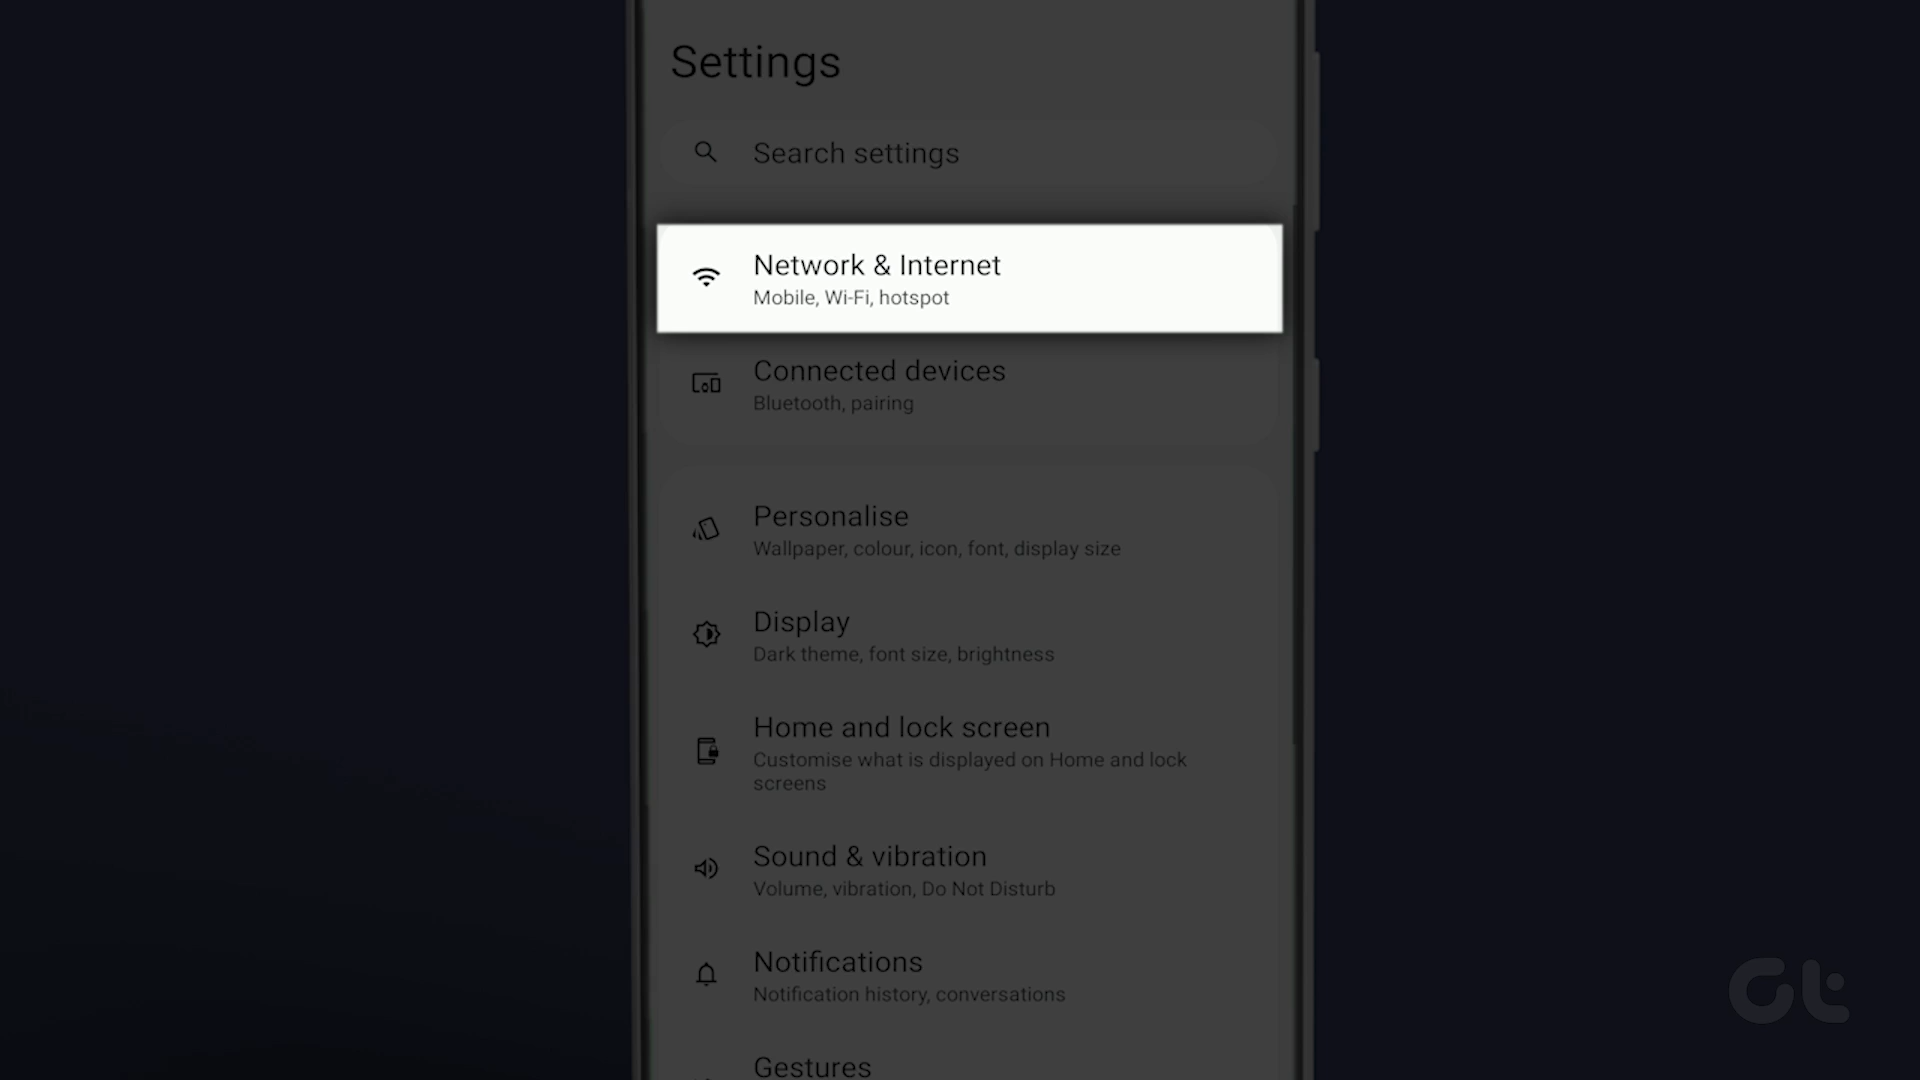 Settings
Search settings
Network & Internet
Mobile, Wi-Fi, hotspot
Connected devices
Bluetooth, pairing
Personalise
Wallpaper, colour, icon, font, display size
Display
Dark theme, font size, brightness
Home and lock screen
Customise what is displayed on Home and lock
screens
Sound & vibration
Volume, vibration, Do Not Disturb
Notifications
Notification history, conversations
Gestures
Gt